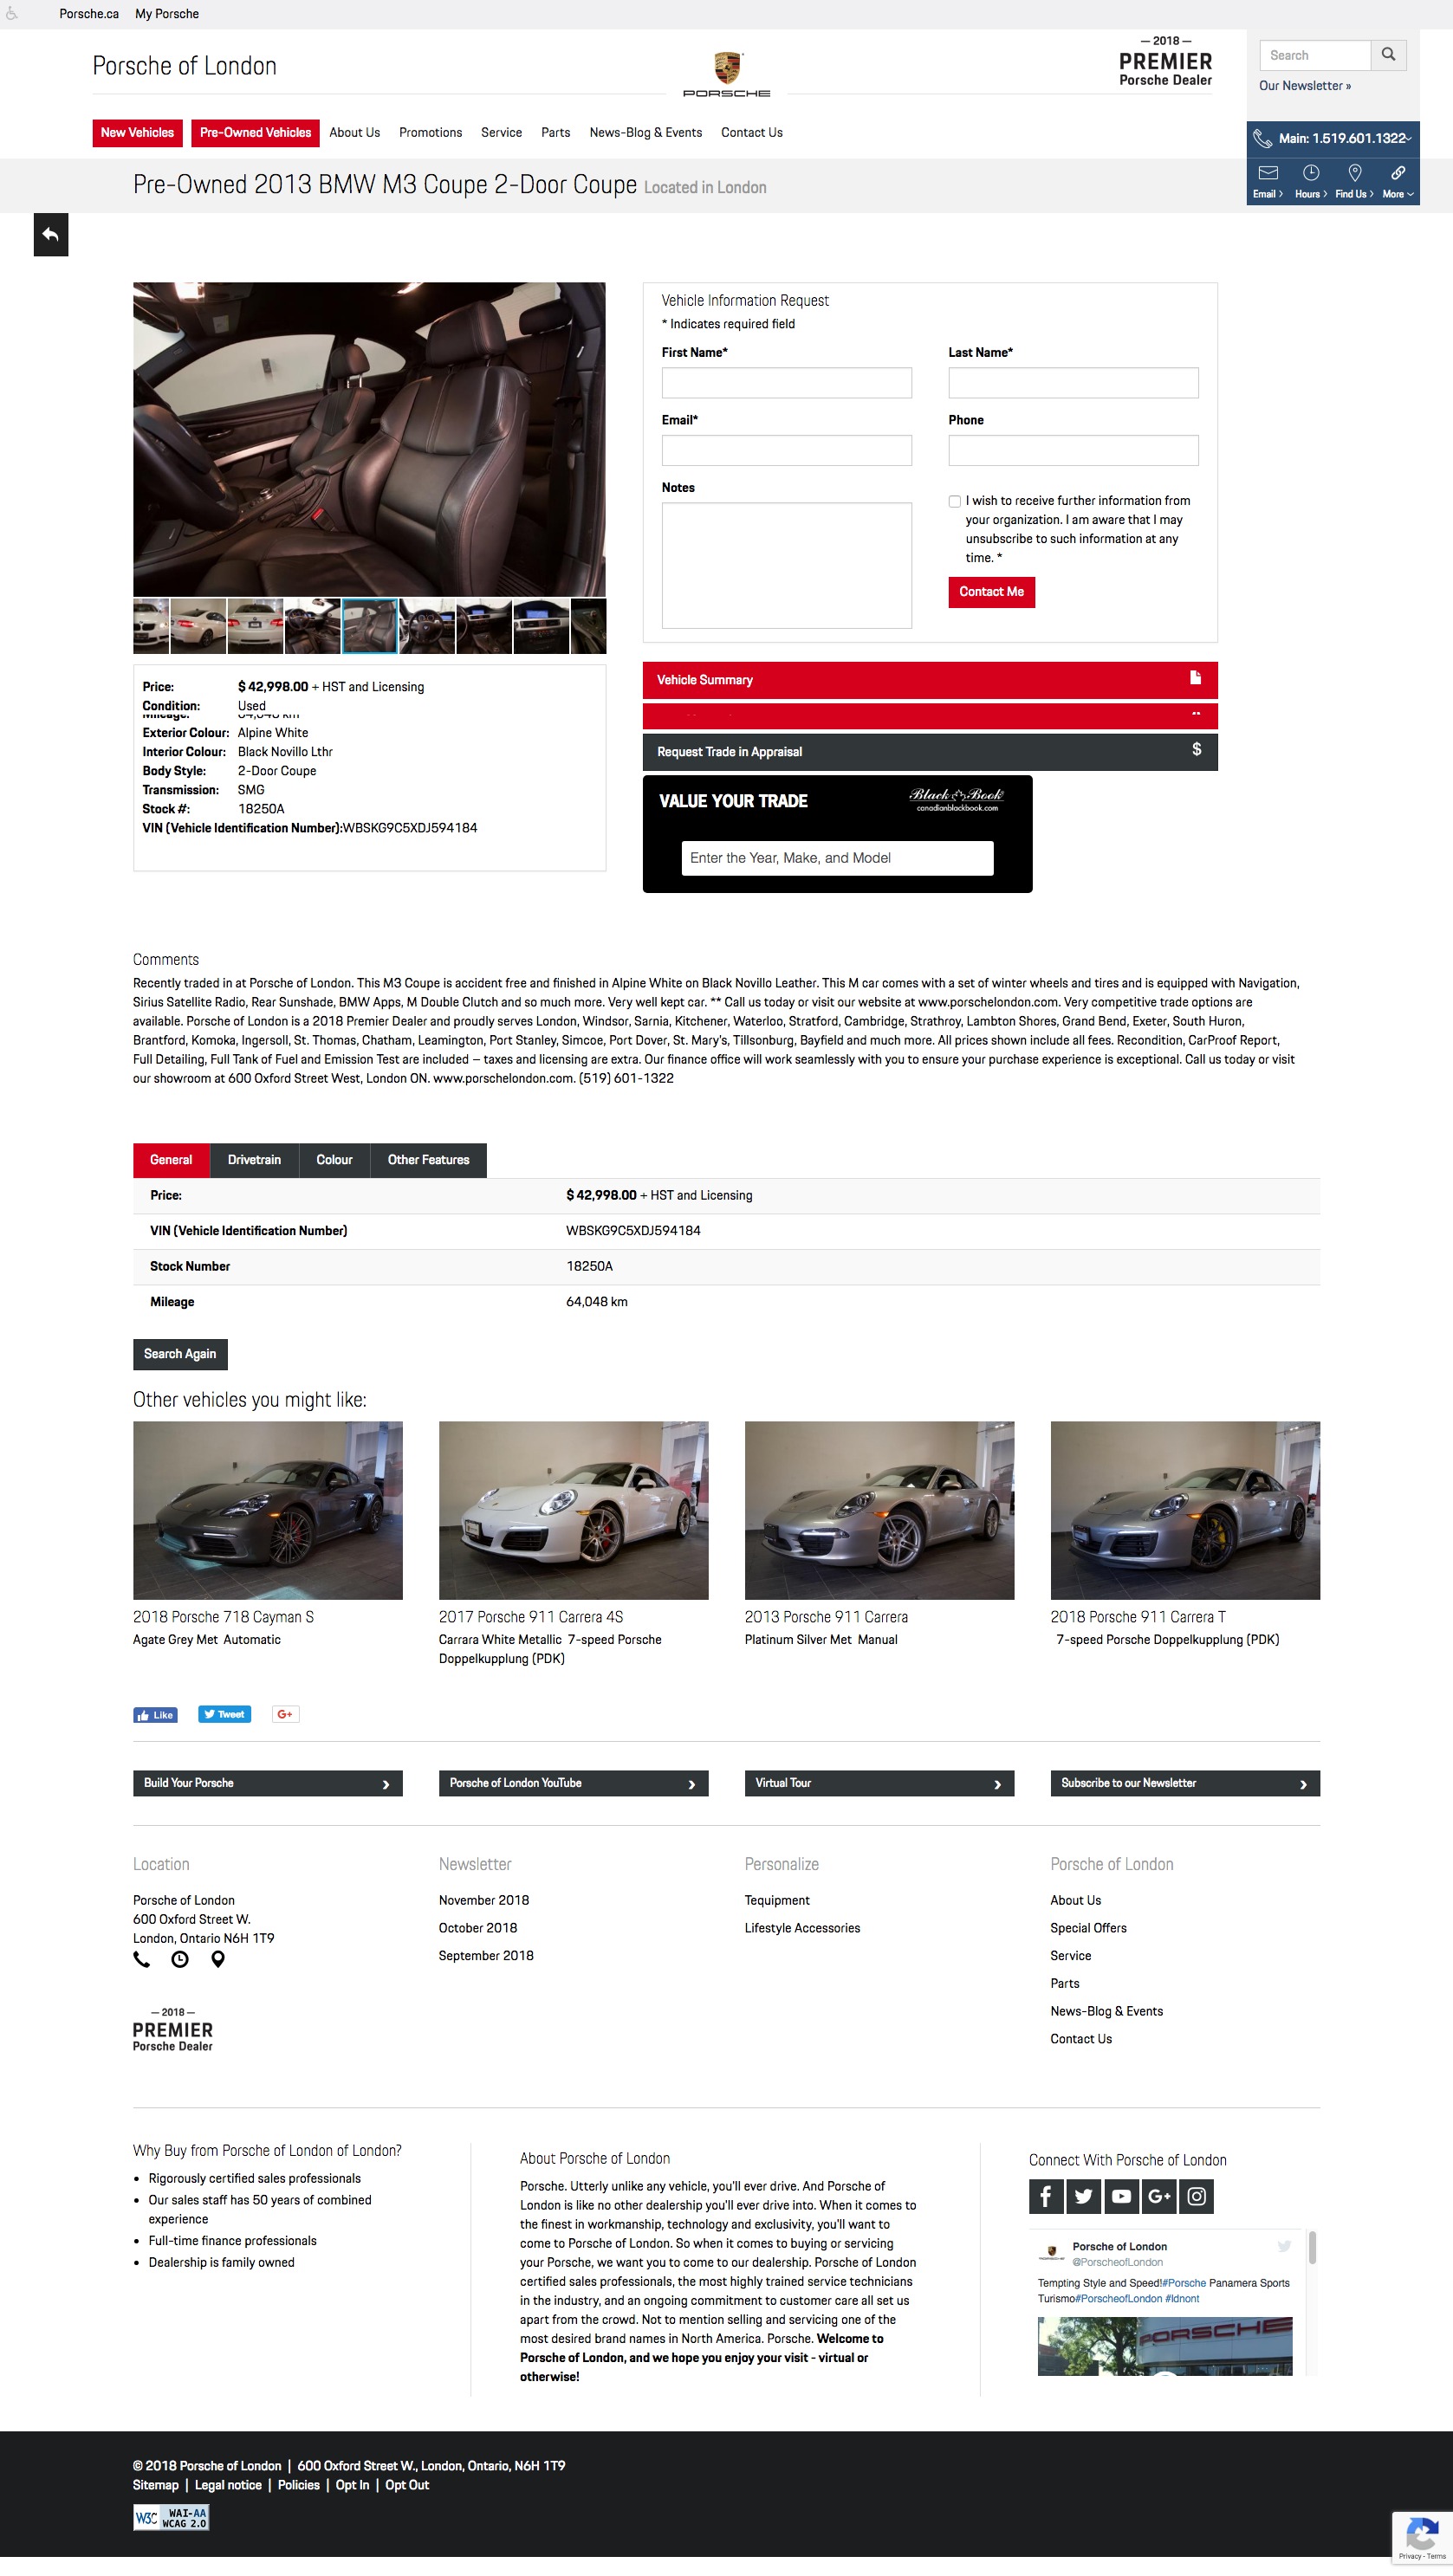 Porsche.ca My Porsche
Porsche of London
PORSCHE
— 2018 —
PREMIER
Porsche Dealer
Search
Our Newsletter »
New Vehicles Pre-Owned Vehicles About Us Promotions Service Parts News-Blog & Events Contact Us
Main: 1.519.601.1322
Email Hours Find Us More
Pre-Owned 2013 BMW M3 Coupe 2-Door Coupe Located in London
Vehicle Information Request
* Indicates required field
First Name* Last Name*
Email* Phone
Notes
I wish to receive further information from
your organization. I am aware that I may
unsubscribe to such information at any
time. *
Contact Me
Price: $ 42,998.00 + HST and Licensing
Condition: Used
Mileage: 64,048 km
Exterior Colour: Alpine White
Interior Colour: Black Novillo Lthr
Body Style: 2-Door Coupe
Transmission: SMG
Stock #: 18250A
VIN (Vehicle Identification Number):WBSKG9C5XDJ594184
Vehicle Summary
Request Trade in Appraisal $
VALUE YOUR TRADE
Black Book
canadianblackbook.com
Enter the Year, Make, and Model
Comments
Recently traded in at Porsche of London. This M3 Coupe is accident free and finished in Alpine White on Black Novillo Leather. This M car comes with a set of winter wheels and tires and is equipped with Navigation,
Sirius Satellite Radio, Rear Sunshade, BMW Apps, M Double Clutch and so much more. Very well kept car. ** Call us today or visit our website at www.porschelondon.com. Very competitive trade options are
available. Porsche of London is a 2018 Premier Dealer and proudly serves London, Windsor, Sarnia, Kitchener, Waterloo, Stratford, Cambridge, Strathroy, Lambton Shores, Grand Bend, Exeter, South Huron,
Brantford, Komoka, Ingersoll, St. Thomas, Chatham, Leamington, Port Stanley, Simcoe, Port Dover, St. Mary's, Tillsonburg, Bayfield and much more. All prices shown include all fees. Recondition, CarProof Report,
Full Detailing, Full Tank of Fuel and Emission Test are included – taxes and licensing are extra. Our finance office will work seamlessly with you to ensure your purchase experience is exceptional. Call us today or visit
our showroom at 600 Oxford Street West, London ON. www.porschelondon.com. (519) 601-1322
General Drivetrain Colour Other Features
Price: $ 42,998.00 + HST and Licensing
VIN (Vehicle Identification Number) WBSKG9C5XDJ594184
Stock Number 18250A
Mileage 64,048 km
Search Again
Other vehicles you might like:
2018 Porsche 718 Cayman S
Agate Grey Met Automatic
2017 Porsche 911 Carrera 4S
Carrara White Metallic 7-speed Porsche
Doppelkupplung (PDK)
2013 Porsche 911 Carrera
Platinum Silver Met Manual
2018 Porsche 911 Carrera T
7-speed Porsche Doppelkupplung (PDK)
Like Tweet G+
Build Your Porsche Porsche of London YouTube Virtual Tour Subscribe to our Newsletter
Location
Porsche of London
600 Oxford Street W.
London, Ontario N6H 1T9
— 2018 —
PREMIER
Porsche Dealer
Newsletter
November 2018
October 2018
September 2018
Personalize
Tequipment
Lifestyle Accessories
Porsche of London
About Us
Special Offers
Service
Parts
News-Blog & Events
Contact Us
Why Buy from Porsche of London of London?
• Rigorously certified sales professionals
• Our sales staff has 50 years of combined
experience
• Full-time finance professionals
• Dealership is family owned
About Porsche of London
Porsche. Utterly unlike any vehicle, you'll ever drive. And Porsche of
London is like no other dealership you'll ever drive into. When it comes to
the finest in workmanship, technology and exclusivity, you'll want to
come to Porsche of London. So when it comes to buying or servicing
your Porsche, we want you to come to our dealership. Porsche of London
certified sales professionals, the most highly trained service technicians
in the industry, and an ongoing commitment to customer care all set us
apart from the crowd. Not to mention selling and servicing one of the
most desired brand names in North America. Porsche. Welcome to
Porsche of London, and we hope you enjoy your visit - virtual or
otherwise!
Connect With Porsche of London
G+
Porsche of London
@PorscheofLondon
Tempting Style and Speed!#Porsche Panamera Sports
Turismo#PorscheofLondon #ldnont
PORSCHE
© 2018 Porsche of London | 600 Oxford Street W., London, Ontario, N6H 1T9
Sitemap | Legal notice | Policies | Opt In | Opt Out
W3C WAI-AA
WCAG 2.0
Privacy - Terms